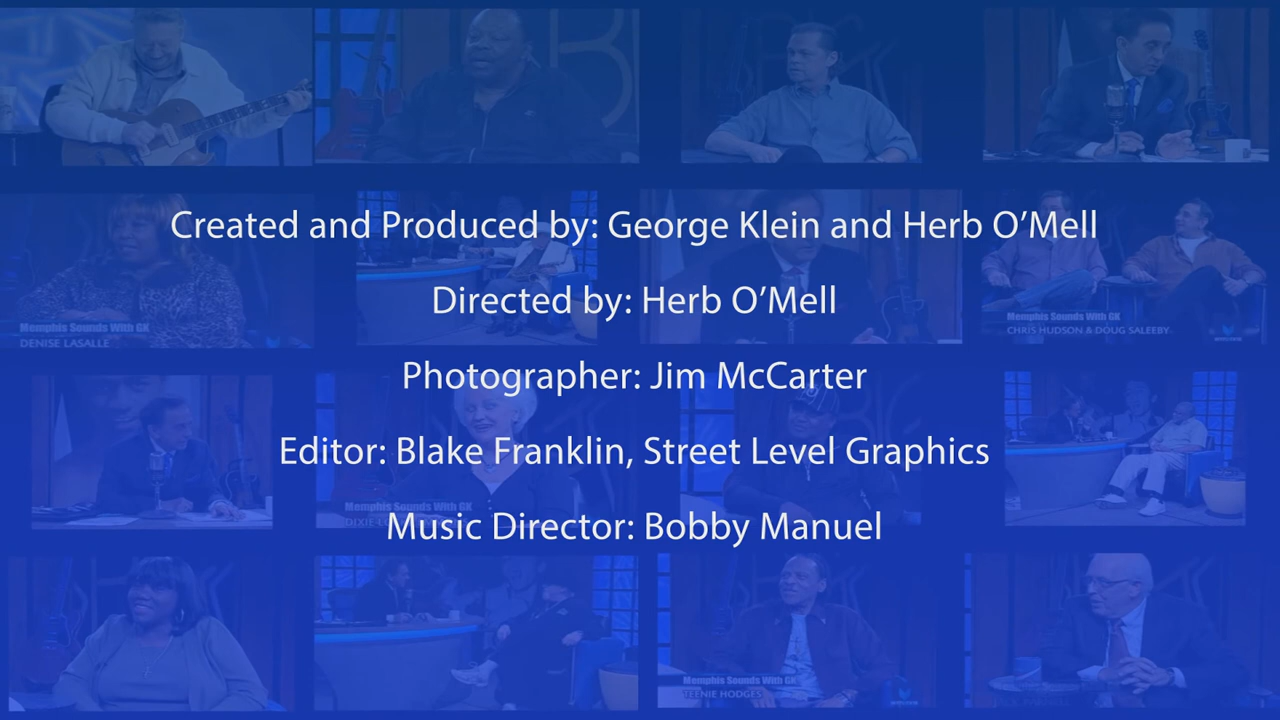 Created and Produced by: George Klein and Herb O’Mell
Directed by: Herb O’Mell
Memphis Sounds With GK
DENISE LASALLE
Memphis Sounds With GK
CHRIS HUDSON & DOUG SALEEBY
Photographer: Jim McCarter
Editor: Blake Franklin, Street Level Graphics
Memphis Sounds With GK
DIXIE
Music Director: Bobby Manuel
Memphis Sounds With GK
TEENIE HODGES